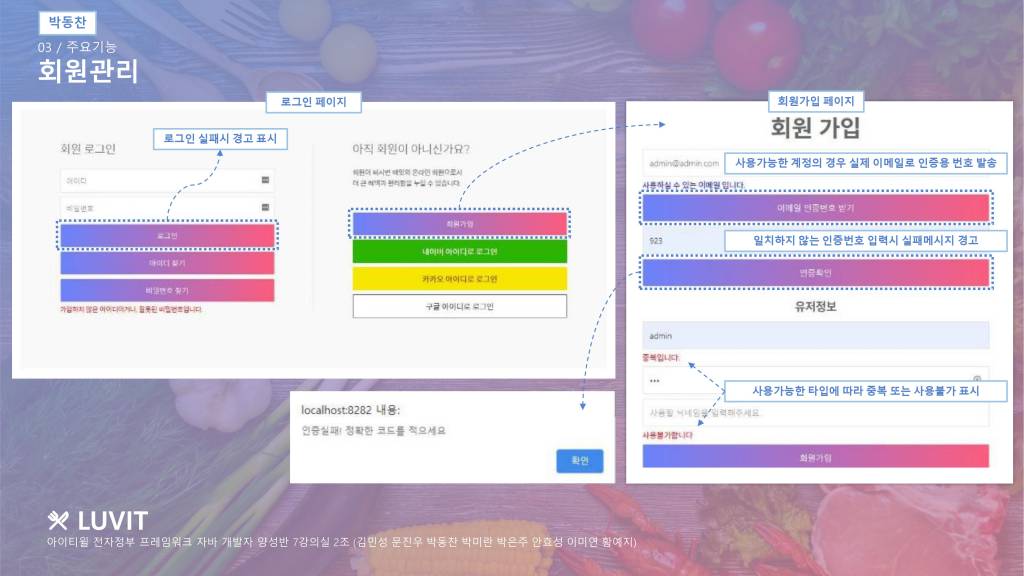 박동찬
03 / 주요기능
회원관리
로그인 페이지
로그인 실패시 경고 표시
회원 로그인
아이디
비밀번호
로그인
아이디 찾기
비밀번호 찾기
가입하지 않은 아이디이거나, 잘못된 비밀번호입니다.
아직 회원이 아니신가요?
회원이 되시면 배밋의 온라인 회원으로서
더 큰 혜택과 편리함을 누릴 수 있습니다.
회원가입
네이버 아이디로 로그인
카카오 아이디로 로그인
구글 아이디로 로그인
localhost:8282 내용:
인증실패! 정확한 코드를 적으세요
확인
회원가입 페이지
회원 가입
admin@admin.com
사용가능한 계정의 경우 실제 이메일로 인증용 번호 발송
사용하실 수 있는 이메일 입니다.
이메일 인증번호 받기
923
일치하지 않는 인증번호 입력시 실패메시지 경고
인증확인
유저정보
admin
중복입니다.
•••
사용가능한 타입에 따라 중복 또는 사용불가 표시
사용할 닉네임을 입력해주세요.
사용불가합니다
회원가입
LUVIT
아이티윌 전자정부 프레임워크 자바 개발자 양성반 7강의실 2조 (김민성 문진우 박동찬 박미란 박은주 안효성 이미연 함예지)